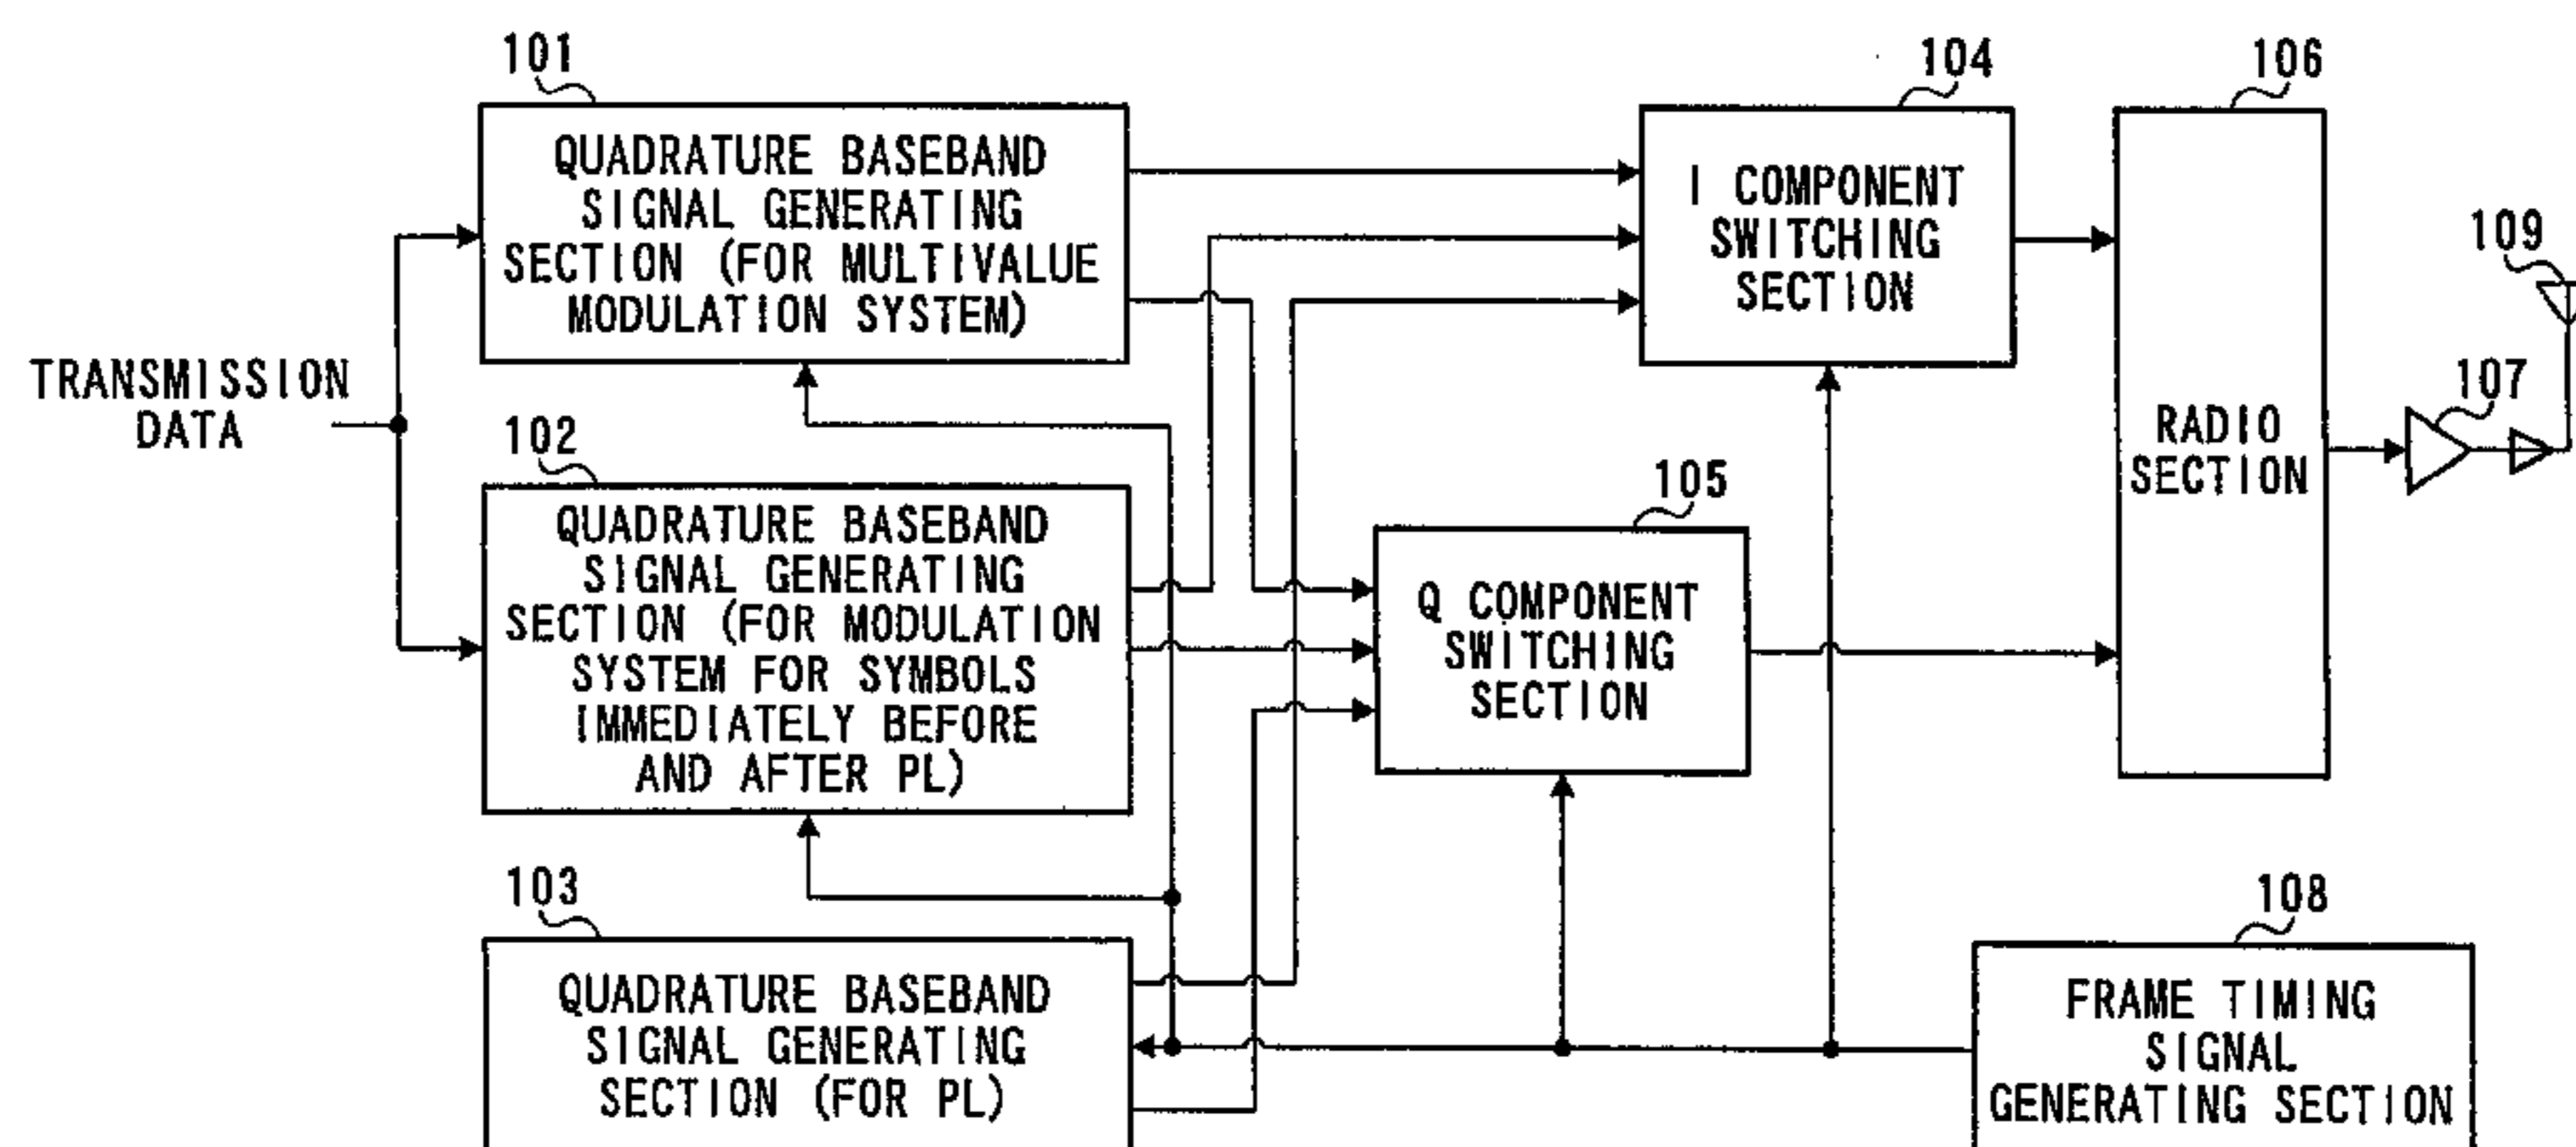 101
QUADRATURE BASEBAND
SIGNAL GENERATING
SECTION (FOR MULTIVALUE
MODULATION SYSTEM)
104
I COMPONENT
SWITCHING
SECTION
106
RADIO
SECTION
109
107
TRANSMISSION
DATA
102
QUADRATURE BASEBAND
SIGNAL GENERATING
SECTION (FOR MODULATION
SYSTEM FOR SYMBOLS
IMMEDIATELY BEFORE
AND AFTER PL)
105
Q COMPONENT
SWITCHING
SECTION
103
QUADRATURE BASEBAND
SIGNAL GENERATING
SECTION (FOR PL)
108
FRAME TIMING
SIGNAL
GENERATING SECTION